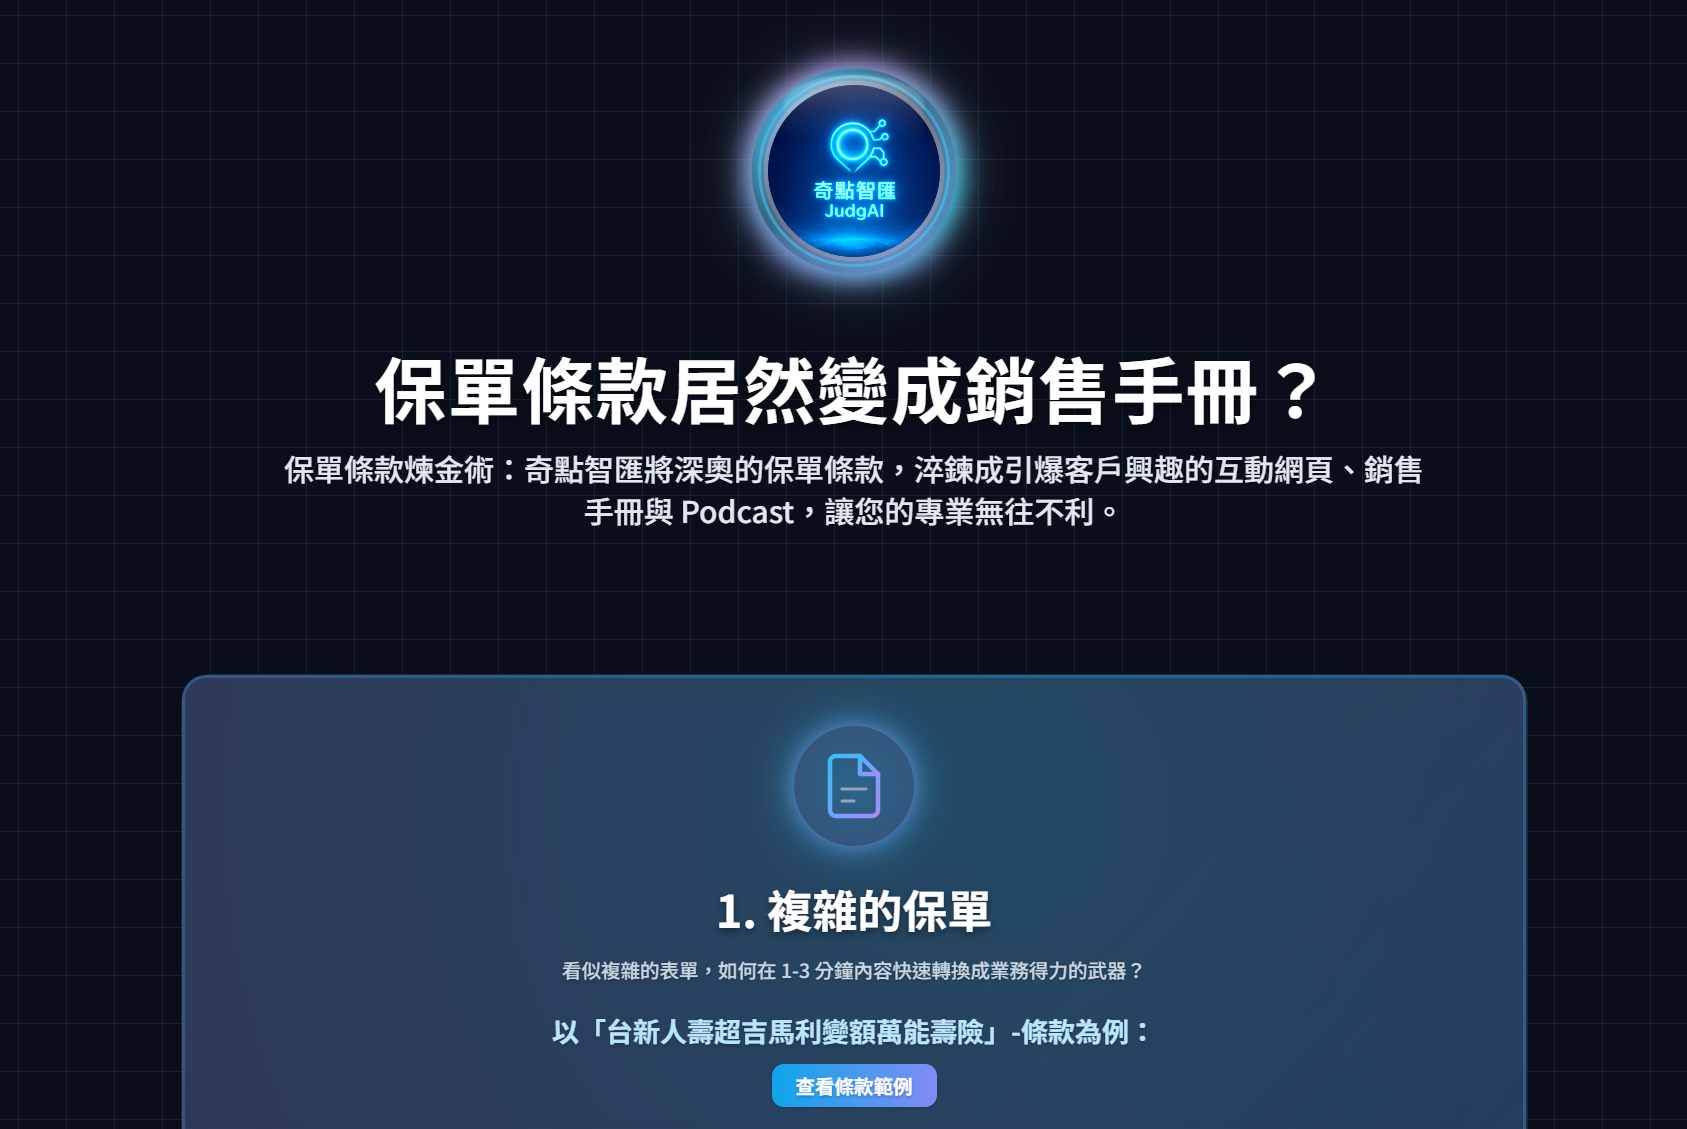 奇點智匯
JudgAI
保單條款居然變成銷售手冊？
保單條款煉金術：奇點智匯將深奧的保單條款，淬鍊成引爆客戶興趣的互動網頁、銷售
手冊與 Podcast，讓您的專業無往不利。
1. 複雜的保單
看似複雜的表單，如何在 1-3 分鐘內容快速轉換成業務得力的武器？
以「台新人壽超吉馬利變額萬能壽險」-條款為例：
查看條款範例